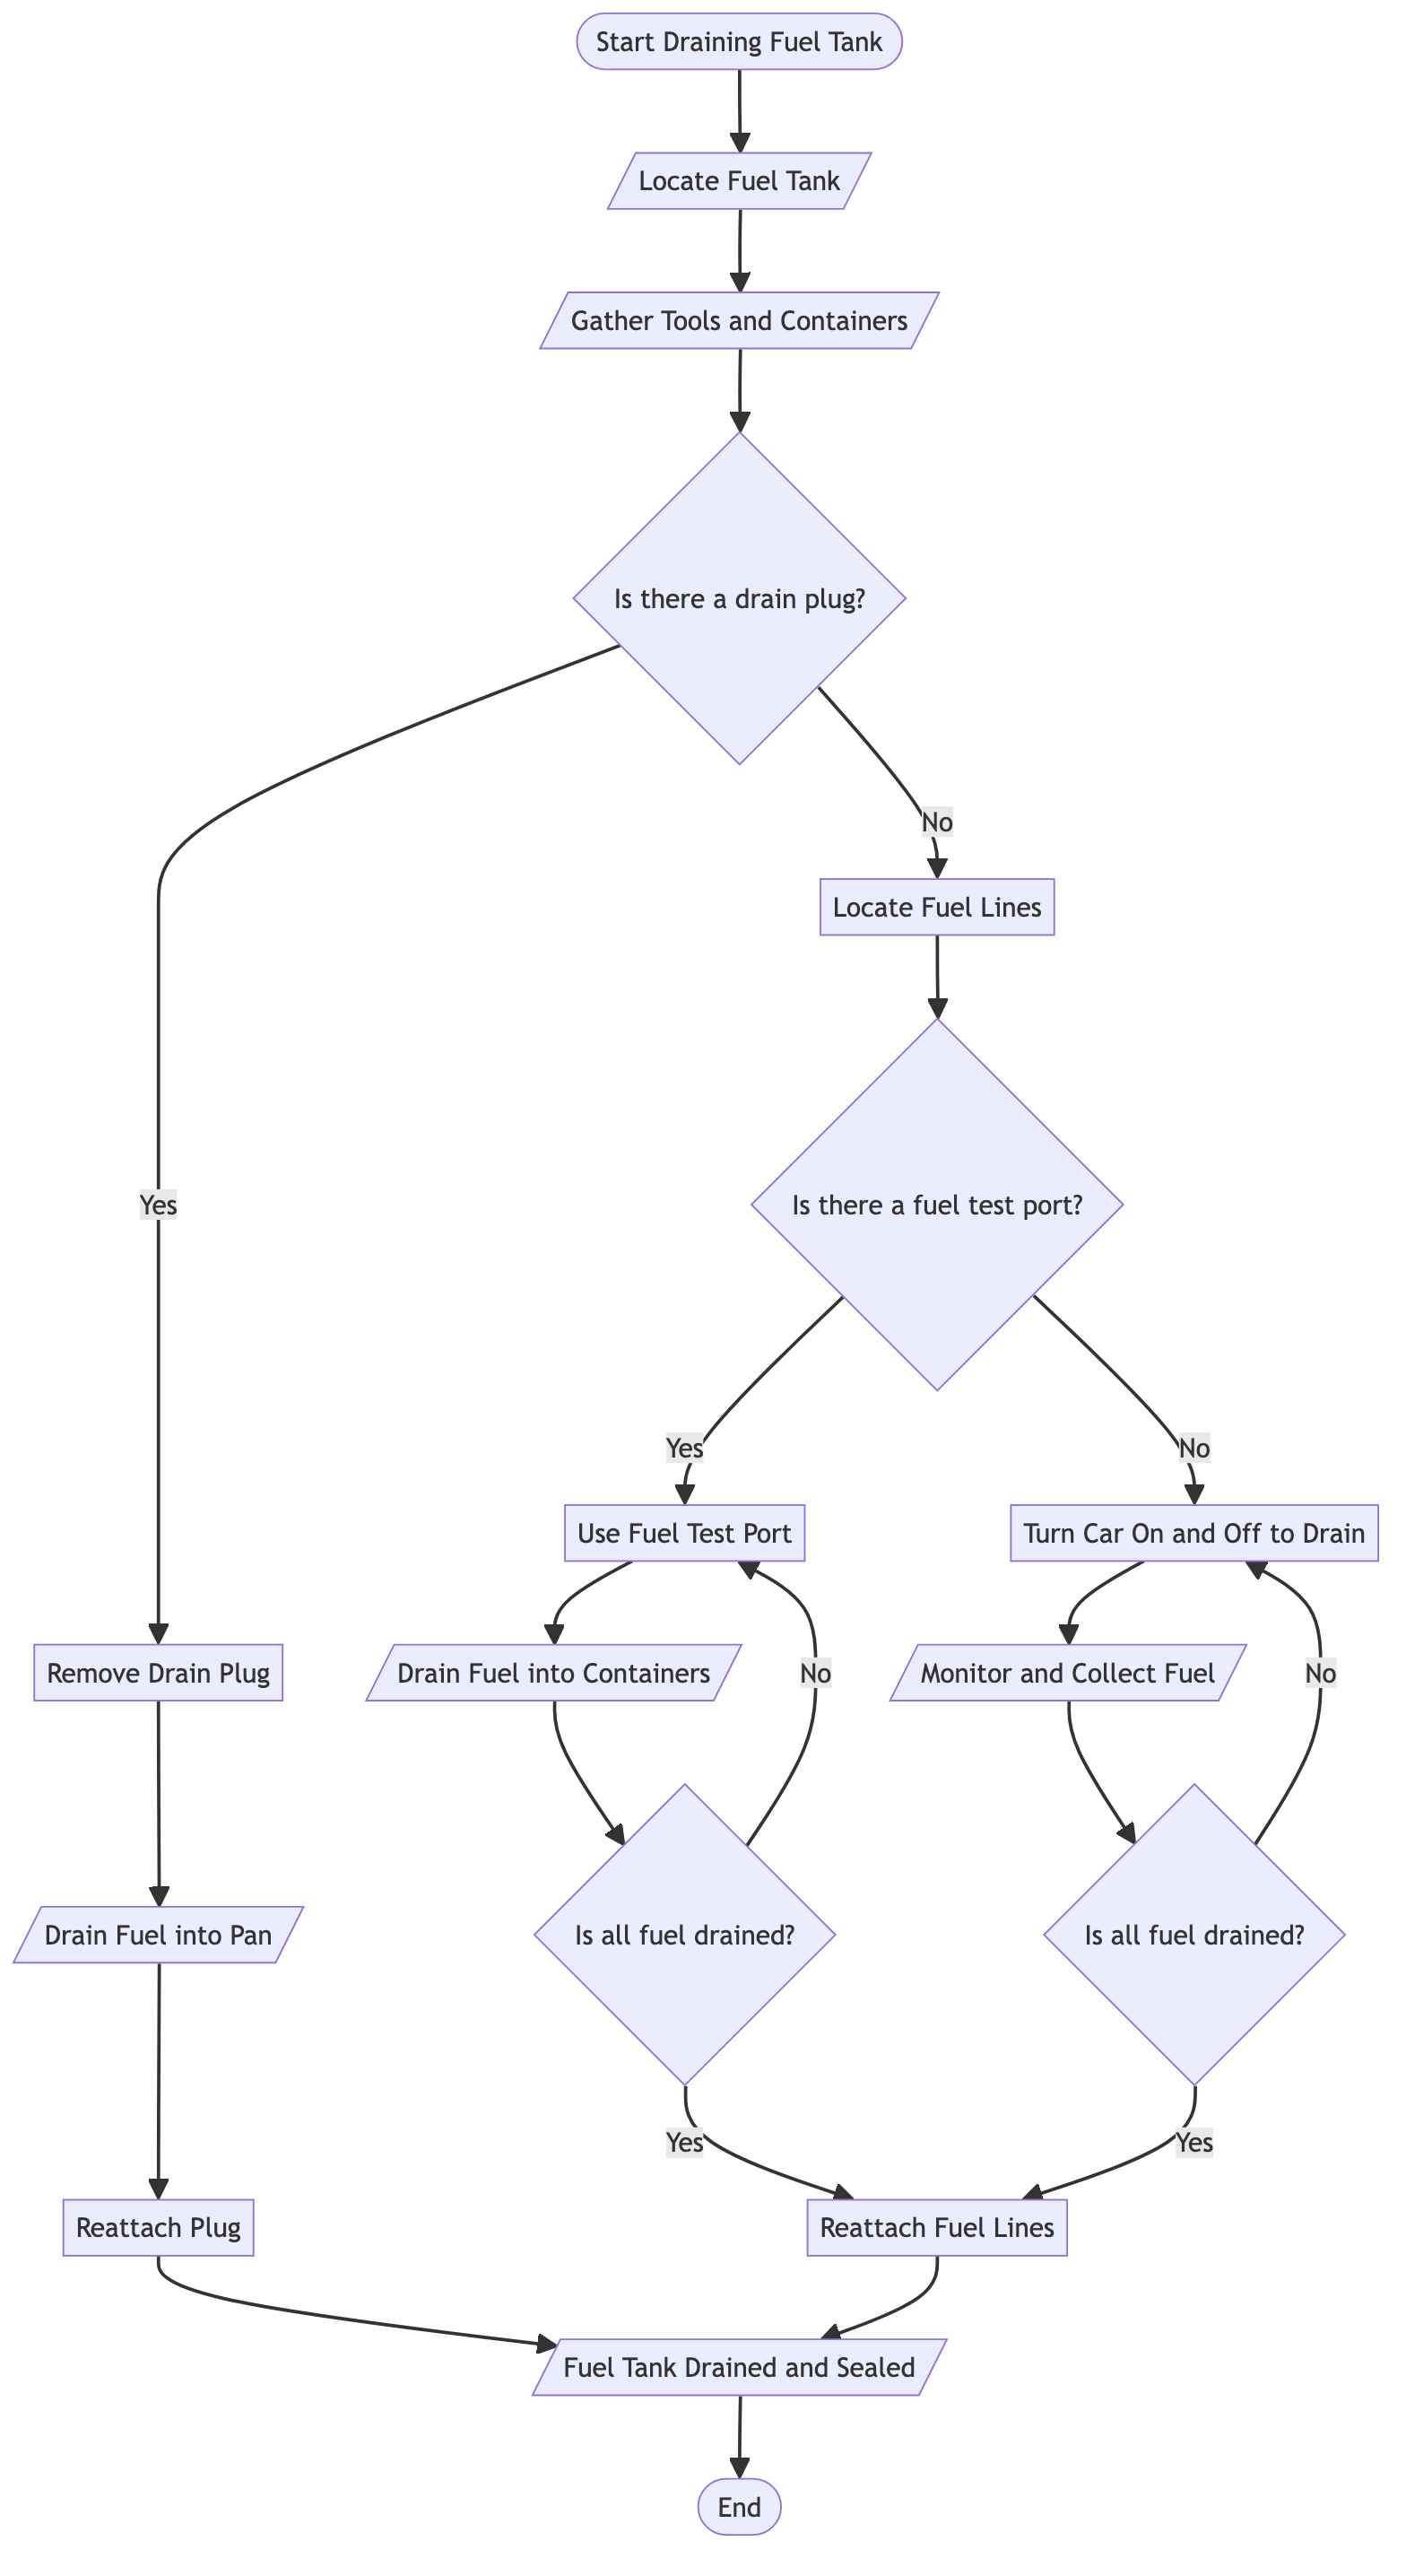 Start Draining Fuel Tank
Locate Fuel Tank
Gather Tools and Containers
Is there a drain plug?
No
Locate Fuel Lines
Yes
Is there a fuel test port?
Yes
No
Use Fuel Test Port
Turn Car On and Off to Drain
Remove Drain Plug
Drain Fuel into Containers
No
Monitor and Collect Fuel
No
Drain Fuel into Pan
Is all fuel drained?
Is all fuel drained?
Yes
Yes
Reattach Plug
Reattach Fuel Lines
Fuel Tank Drained and Sealed
End